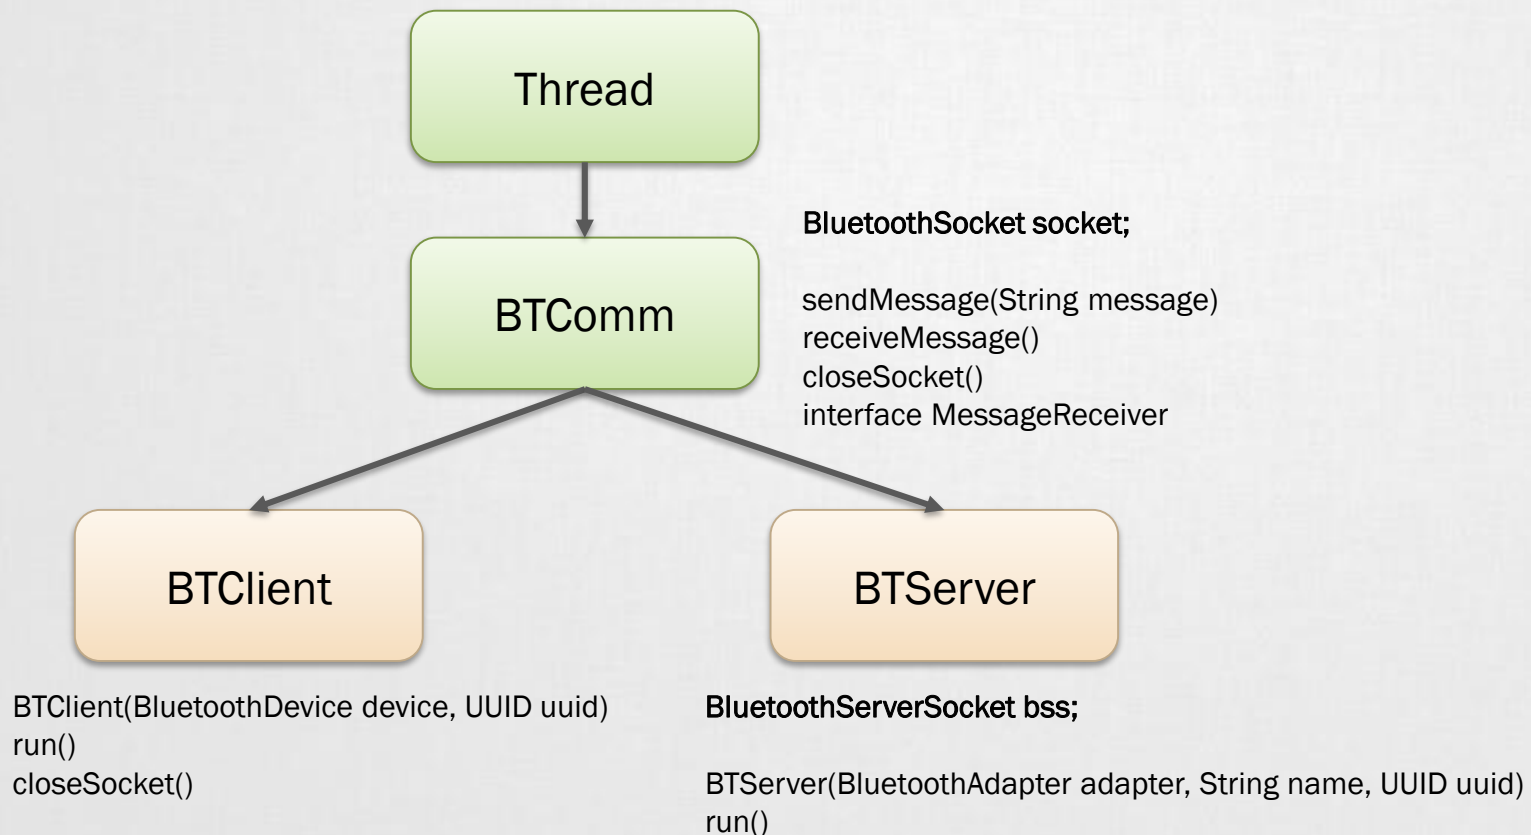 Thread
BTComm
BluetoothSocket socket;
sendMessage(String message)
receiveMessage()
closeSocket()
interface MessageReceiver
BTClient
BTServer
BTClient(BluetoothDevice device, UUID uuid)
run()
closeSocket()
BluetoothServerSocket bss;
BTServer(BluetoothAdapter adapter, String name, UUID uuid)
run()